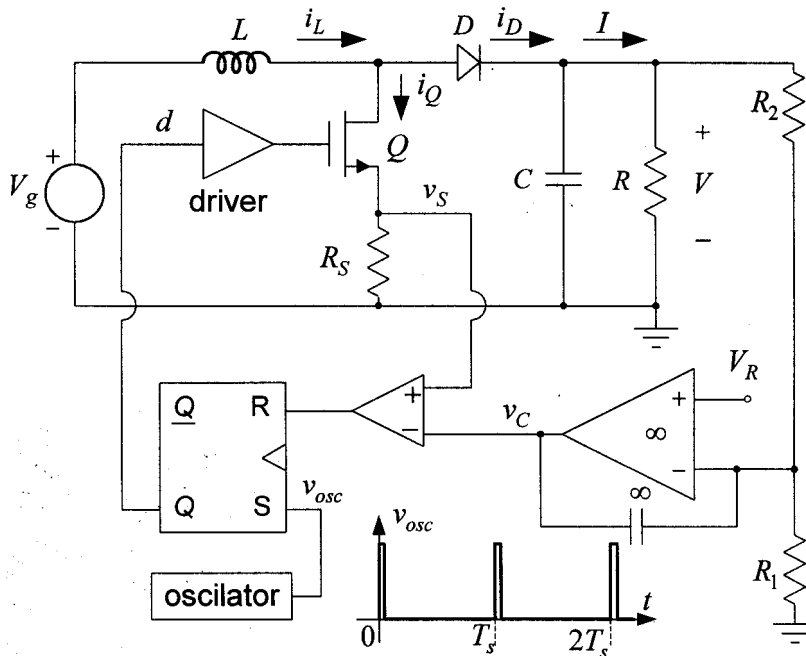 L
i_L
D
i_D
I
i_Q
R_2
d
Q
+
V_g
-
driver
v_S
C
R
+
V
-
R_S
V_R
Q
R
+
-
v_C
+
∞
-
∞
Q
S
v_osc
v_osc
oscilator
R_1
0
T_s
2T_s
t